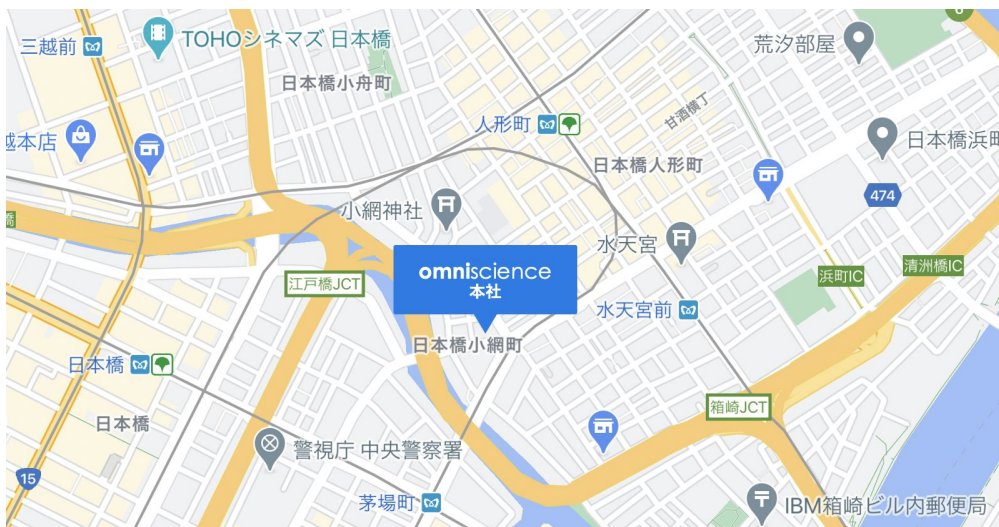 6
三越前
TOHOシネマズ 日本橋
荒汐部屋
日本橋小舟町
甘酒横丁
越本店
人形町
日本橋浜町
日本橋人形町
474
橋
小網神社
水天宮
清洲橋IC
浜町IC
omniscience
本社
江戸橋JCT
水天宮前
日本橋小網町
日本橋
箱崎JCT
日本橋
警視庁 中央警察署
15
茅場町
IBM箱崎ビル内郵便局